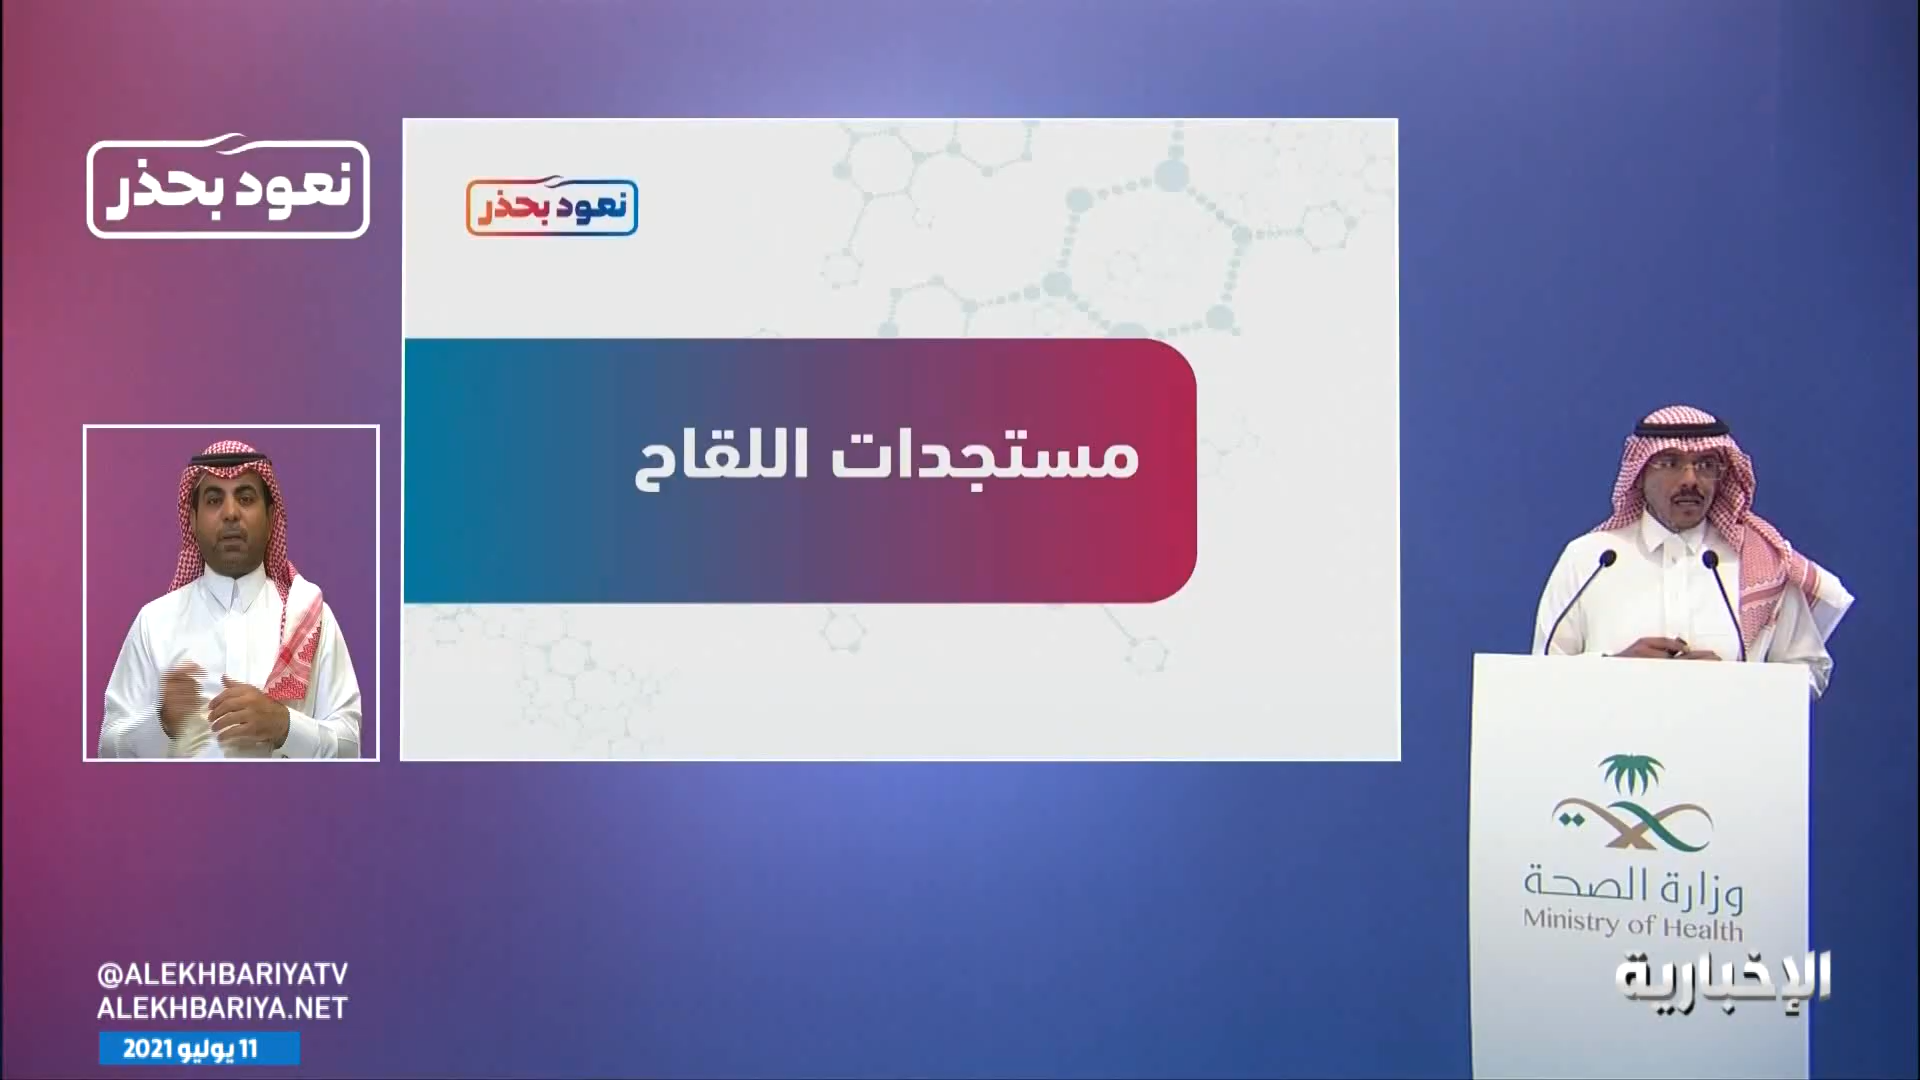 نعود بحذر
نعود بحذر
مستجدات اللقاح
وزارة الصحة
Ministry of Health
الإخبارية
@ALEKHBARIYATV
ALEKHBARIYA.NET
11 يوليو 2021